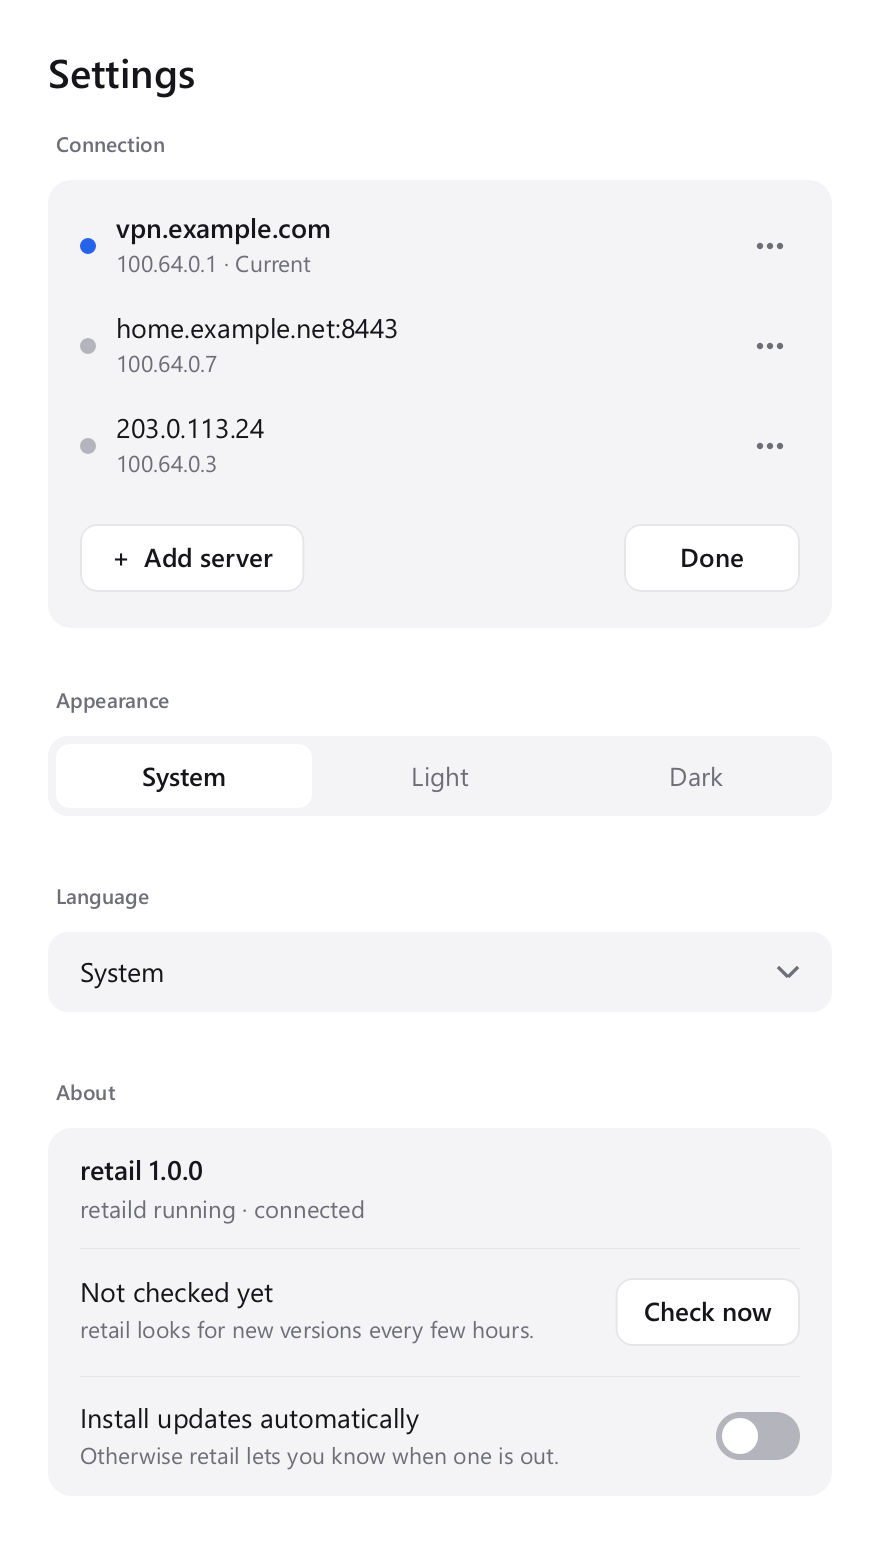 Settings
Connection
vpn.example.com
100.64.0.1 · Current
home.example.net:8443
100.64.0.7
203.0.113.24
100.64.0.3
+ Add server
Done
Appearance
System
Light
Dark
Language
System
About
retail 1.0.0
retaild running · connected
Not checked yet
retail looks for new versions every few hours.
Check now
Install updates automatically
Otherwise retail lets you know when one is out.